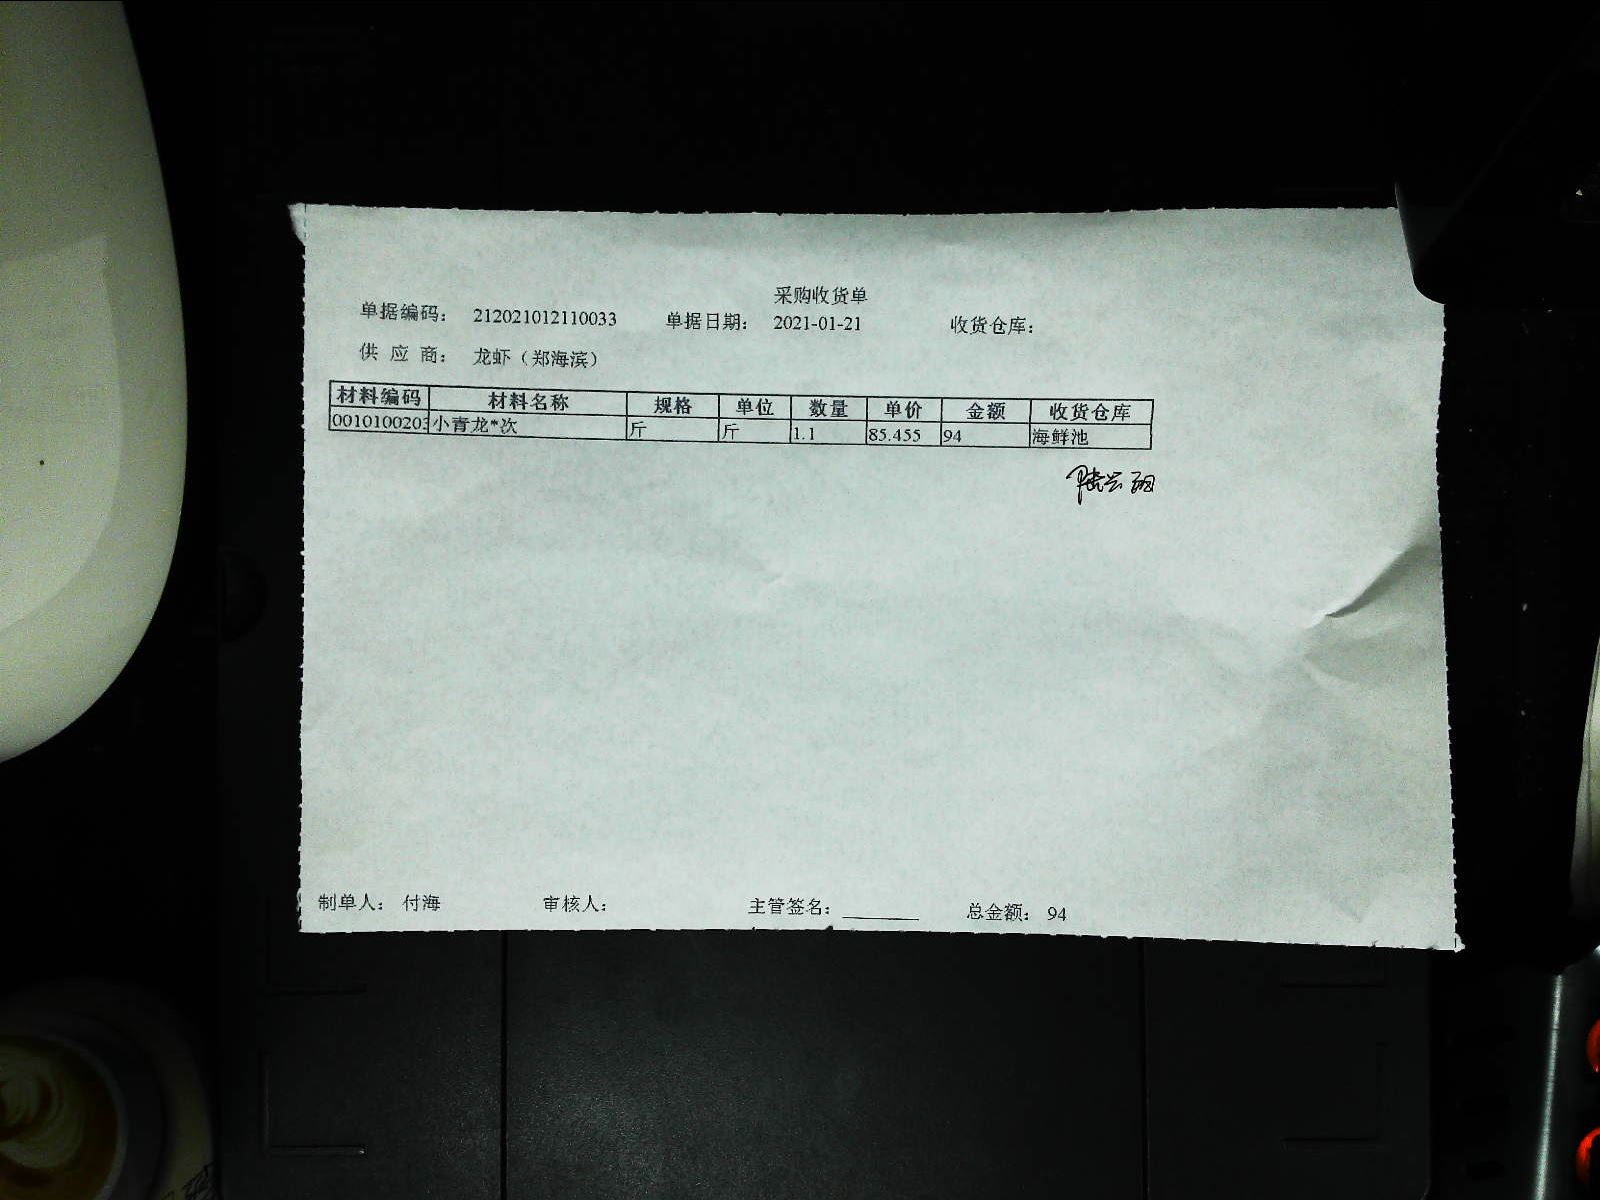 采购收货单
单据编码： 212021012110033 单据日期： 2021-01-21 收货仓库：
供 应 商： 龙虾（郑海滨）
材料编码 材料名称 规格 单位 数量 单价 金额 收货仓库
0010100203 小青龙*次 斤 斤 1.1 85.455 94 海鲜池
制单人： 付海 审核人： 主管签名： ________ 总金额： 94